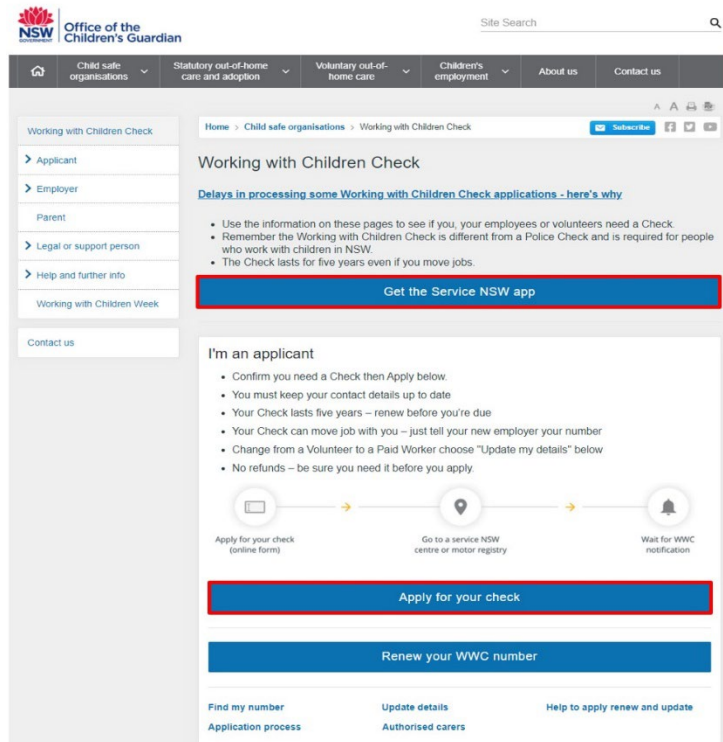 NSW
GOVERNMENT
Office of the
Children's Guardian
Site Search
Child safe
organisations
Statutory out-of-home
care and adoption
Voluntary out-of-
home care
Children's
employment
About us
Contact us
A A
Working with Children Check
Applicant
Employer
Parent
Legal or support person
Help and further info
Working with Children Week
Contact us
Home > Child safe organisations > Working with Children Check
Subscribe
Working with Children Check
Delays in processing some Working with Children Check applications - here's why
• Use the information on these pages to see if you, your employees or volunteers need a Check.
• Remember the Working with Children Check is different from a Police Check and is required for people
who work with children in NSW.
• The Check lasts for five years even if you move jobs.
Get the Service NSW app
I'm an applicant
• Confirm you need a Check then Apply below.
• You must keep your contact details up to date
• Your Check lasts five years – renew before you're due
• Your Check can move job with you – just tell your new employer your number
• Change from a Volunteer to a Paid Worker choose "Update my details" below
• No refunds – be sure you need it before you apply.
Apply for your check
(online form)
Go to a service NSW
centre or motor registry
Wait for WWC
notification
Apply for your check
Renew your WWC number
Find my number
Update details
Help to apply renew and update
Application process
Authorised carers